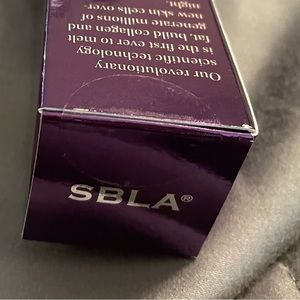 Our revolutionary
scientific technology
is the first ever to melt
fat, build collagen and
generate millions of
new skin cells over
night.
SBLA®